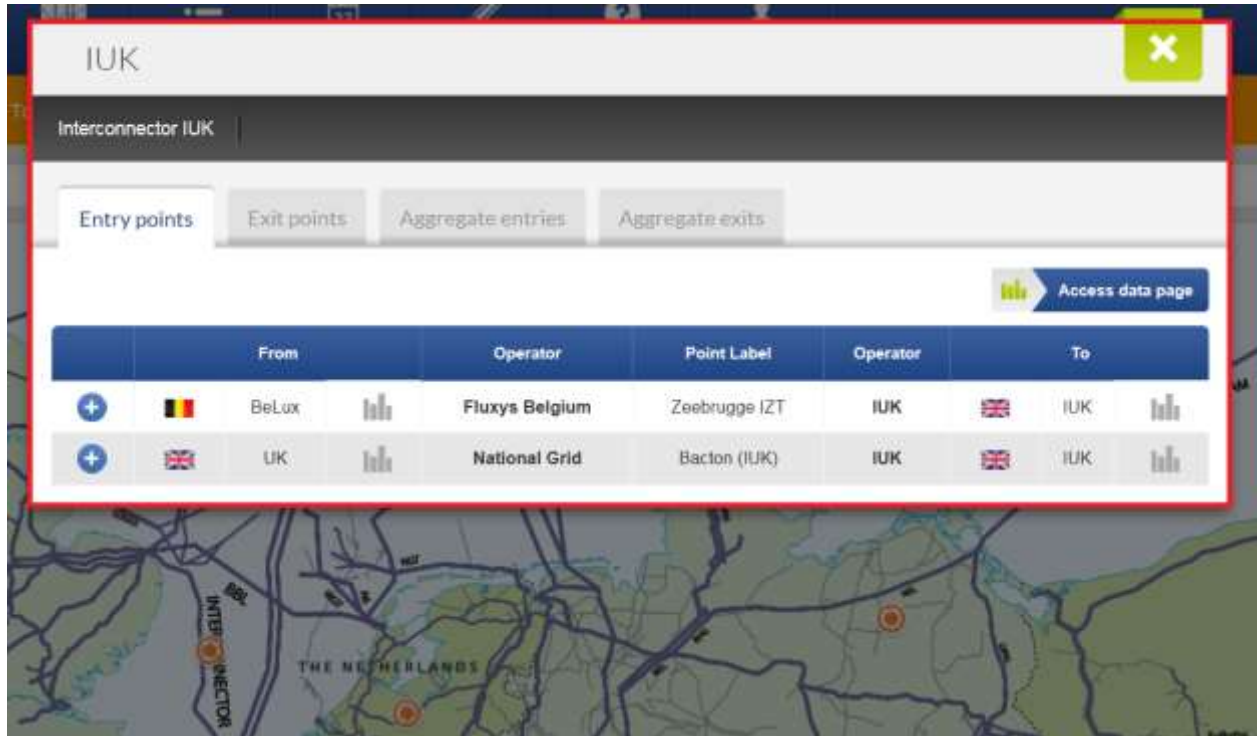 IUK
Interconnector IUK
Entry points Exit points Aggregate entries Aggregate exits
Access data page
From Operator Point Label Operator To
BeLux Fluxys Belgium Zeebrugge IZT IUK IUK
UK National Grid Bacton (IUK) IUK IUK
BBL
INTERCONNECTOR
THE NETHERLANDS